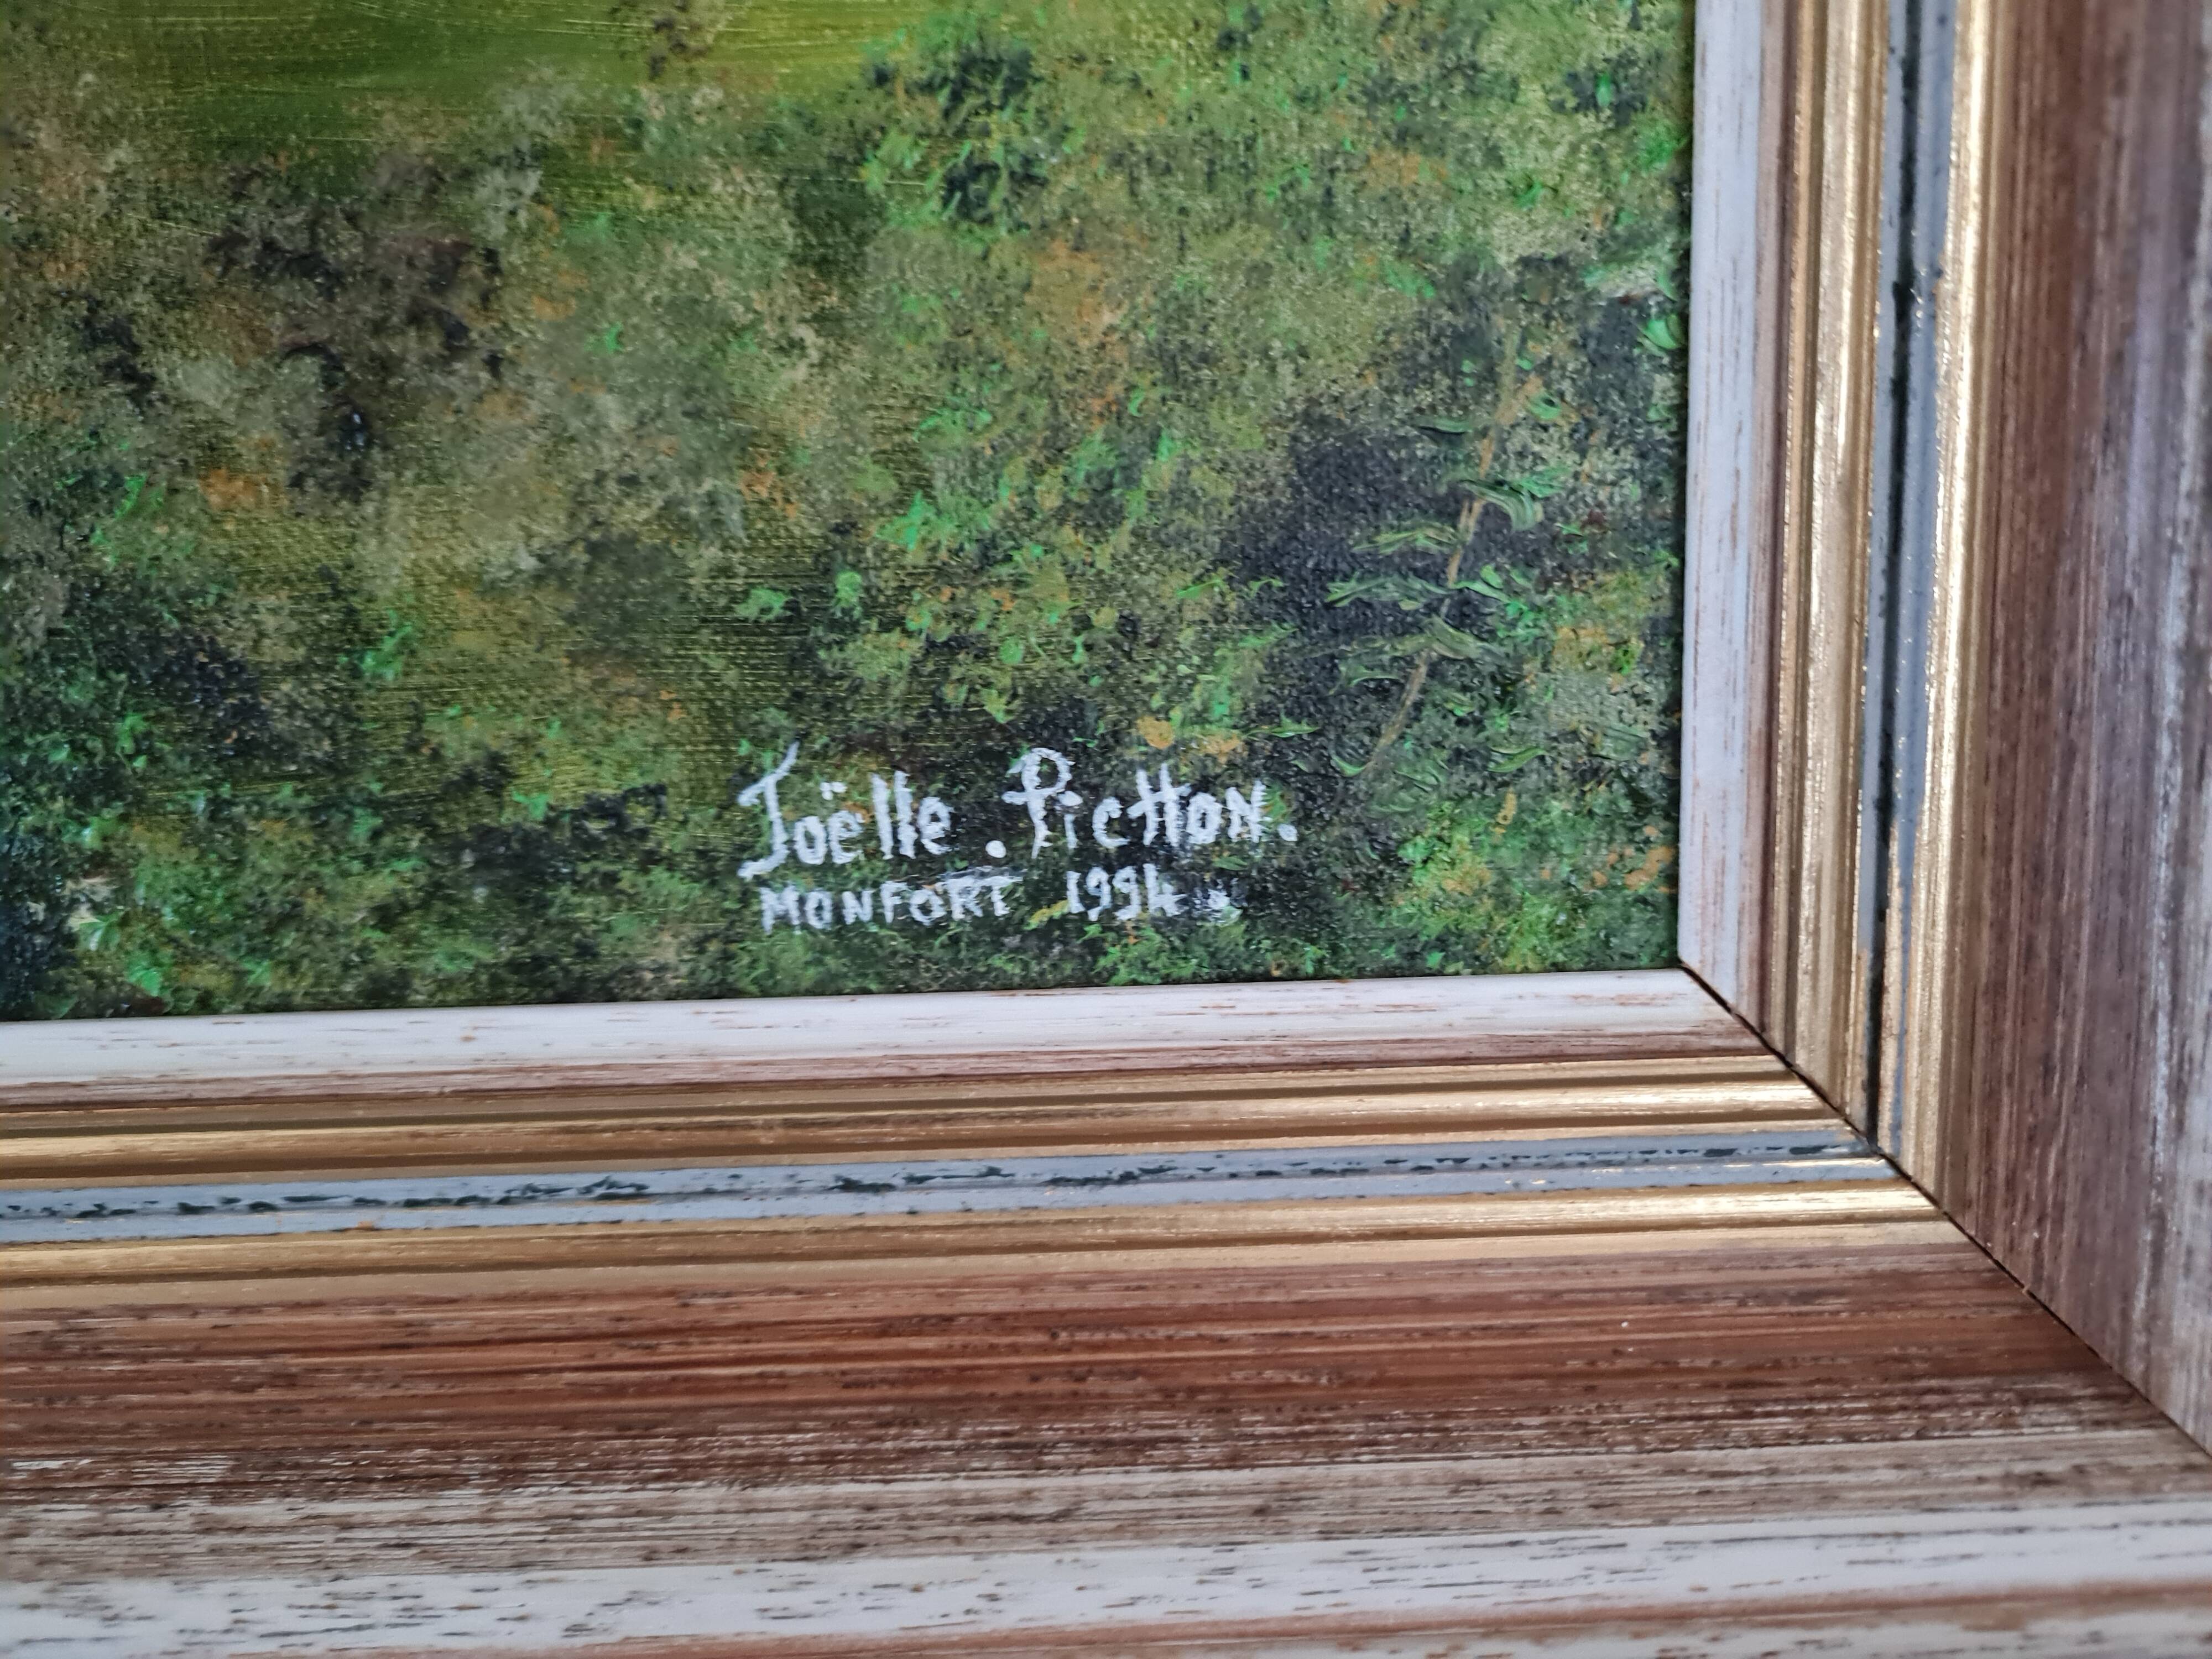 Joëlle . Pichon.
MONFORT 1994.